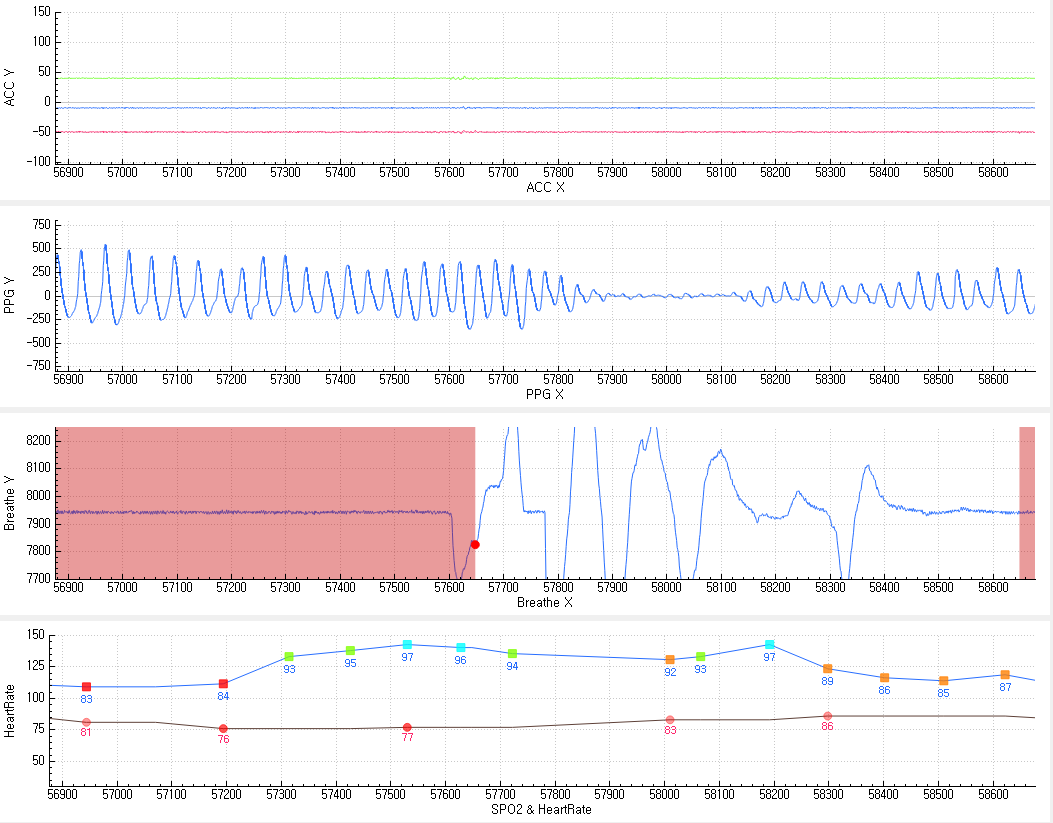 150
100
50
0
−50
−100
ACC Y
56900 57000 57100 57200 57300 57400 57500 57600 57700 57800 57900 58000 58100 58200 58300 58400 58500 58600
ACC X
750
500
250
0
−250
−500
−750
PPG Y
56900 57000 57100 57200 57300 57400 57500 57600 57700 57800 57900 58000 58100 58200 58300 58400 58500 58600
PPG X
8200
8100
8000
7900
7800
7700
Breathe Y
56900 57000 57100 57200 57300 57400 57500 57600 57700 57800 57900 58000 58100 58200 58300 58400 58500 58600
Breathe X
150
125
100
75
50
HeartRate
83 84 93 95 97 96 94 92 93 97 89 86 85 87
81 76 77 83 86
56900 57000 57100 57200 57300 57400 57500 57600 57700 57800 57900 58000 58100 58200 58300 58400 58500 58600
SPO2 & HeartRate